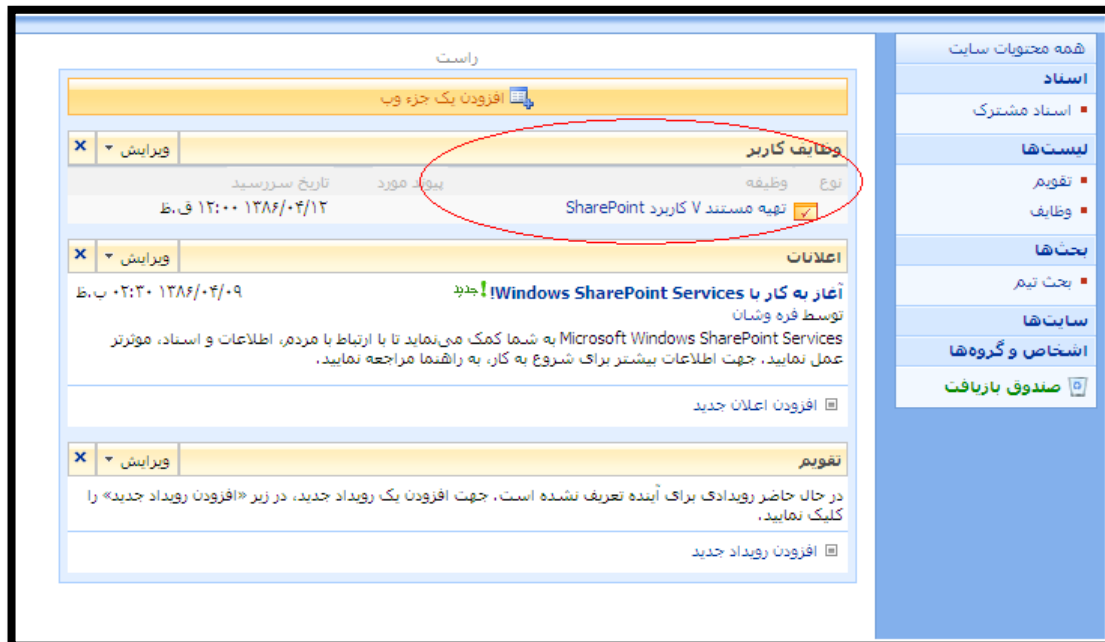 همه محتویات سایت
اسناد
اسناد مشترک
لیست‌ها
تقویم
وظایف
بحث‌ها
بحث تیم
سایت‌ها
اشخاص و گروه‌ها
صندوق بازیافت
راست
افزودن یک جزء وب
وظایف کاربر
ویرایش
نوع وظیفه پیوند مورد تاریخ سررسید
تهیه مستند ۷ کاربرد SharePoint ۱۳۸۶/۰۴/۱۲ ۱۲:۰۰ ق.ظ
اعلانات
ویرایش
آغاز به کار با Windows SharePoint Services! جدید! ۱۳۸۶/۰۴/۰۹ ۰۲:۳۰ ب.ظ
توسط فره وشان
Microsoft Windows SharePoint Services به شما کمک می‌نماید تا با ارتباط با مردم، اطلاعات و اسناد، موثرتر
عمل نمایید. جهت اطلاعات بیشتر برای شروع به کار، به راهنما مراجعه نمایید.
افزودن اعلان جدید
تقویم
ویرایش
در حال حاضر رویدادی برای آینده تعریف نشده است. جهت افزودن یک رویداد جدید، در زیر «افزودن رویداد جدید» را
کلیک نمایید.
افزودن رویداد جدید